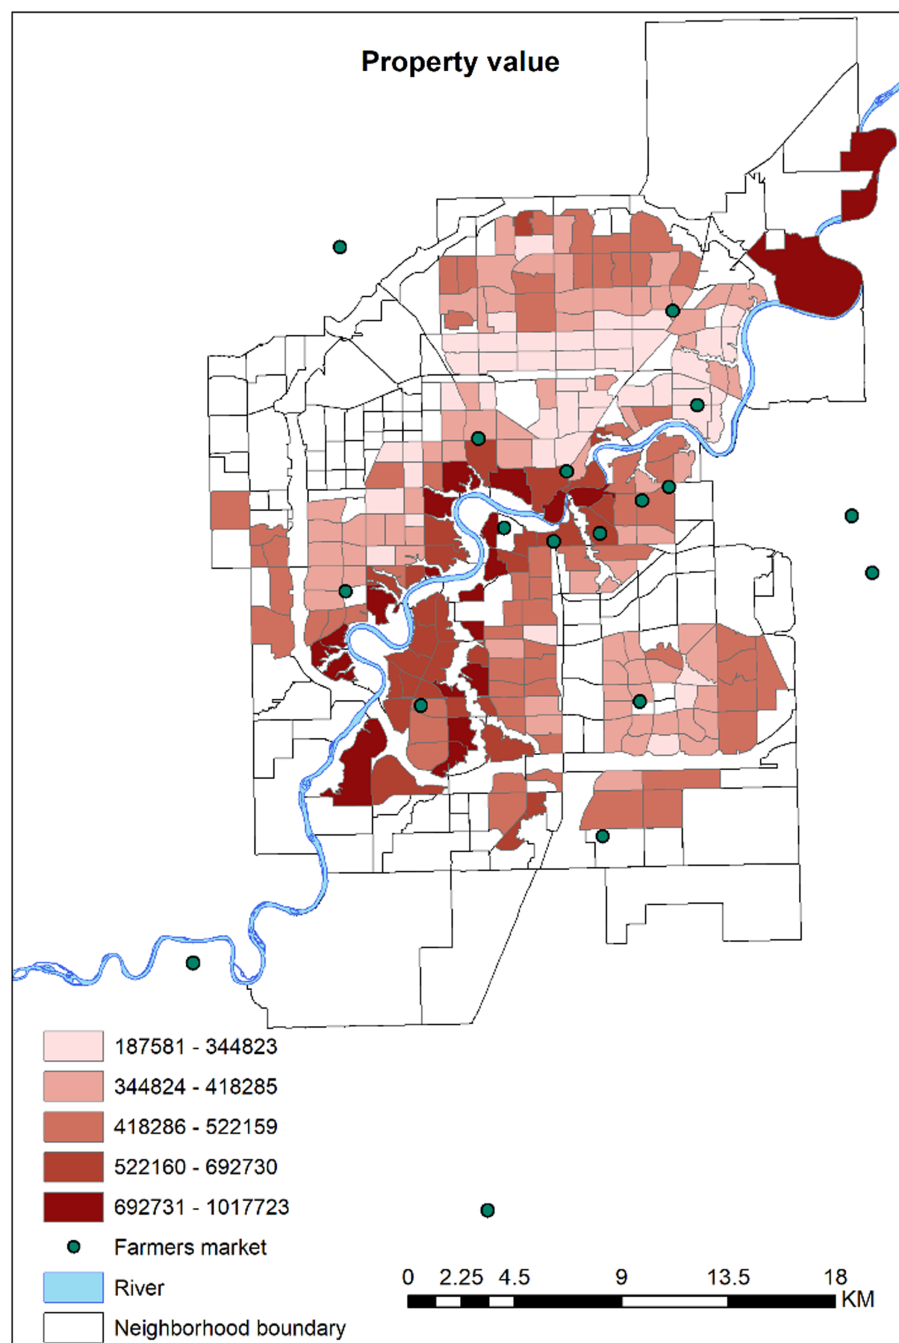 Property value
187581 - 344823
344824 - 418285
418286 - 522159
522160 - 692730
692731 - 1017723
Farmers market
River
Neighborhood boundary
0 2.25 4.5 9 13.5 18
KM